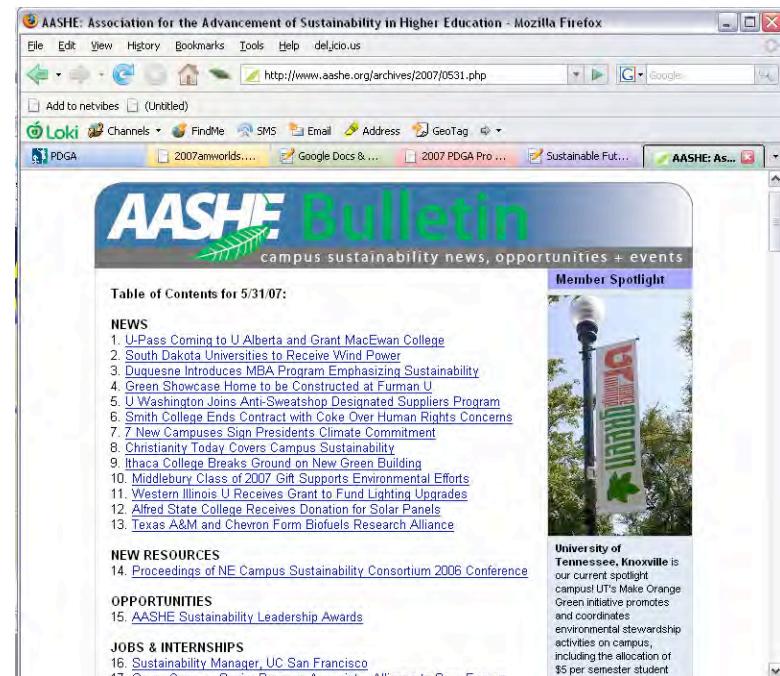 AASHE: Association for the Advancement of Sustainability in Higher Education - Mozilla Firefox
File Edit View History Bookmarks Tools Help del.icio.us
http://www.aashe.org/archives/2007/0531.php
G Google
Add to netvibes (Untitled)
Loki Channels FindMe SMS Email Address GeoTag
PDGA 2007amworlds.... Google Docs & ... 2007 PDGA Pro ... Sustainable Fut... AASHE: As...
AASHE Bulletin
campus sustainability news, opportunities + events
Table of Contents for 5/31/07:
NEWS
1. U-Pass Coming to U Alberta and Grant MacEwan College
2. South Dakota Universities to Receive Wind Power
3. Duquesne Introduces MBA Program Emphasizing Sustainability
4. Green Showcase Home to be Constructed at Furman U
5. U Washington Joins Anti-Sweatshop Designated Suppliers Program
6. Smith College Ends Contract with Coke Over Human Rights Concerns
7. 7 New Campuses Sign Presidents Climate Commitment
8. Christianity Today Covers Campus Sustainability
9. Ithaca College Breaks Ground on New Green Building
10. Middlebury Class of 2007 Gift Supports Environmental Efforts
11. Western Illinois U Receives Grant to Fund Lighting Upgrades
12. Alfred State College Receives Donation for Solar Panels
13. Texas A&M and Chevron Form Biofuels Research Alliance
NEW RESOURCES
14. Proceedings of NE Campus Sustainability Consortium 2006 Conference
OPPORTUNITIES
15. AASHE Sustainability Leadership Awards
JOBS & INTERNSHIPS
16. Sustainability Manager, UC San Francisco
Member Spotlight
UT
green
University of
Tennessee, Knoxville is
our current spotlight
campus! UT's Make Orange
Green initiative promotes
and coordinates
environmental stewardship
activities on campus,
including the allocation of
$5 per semester student